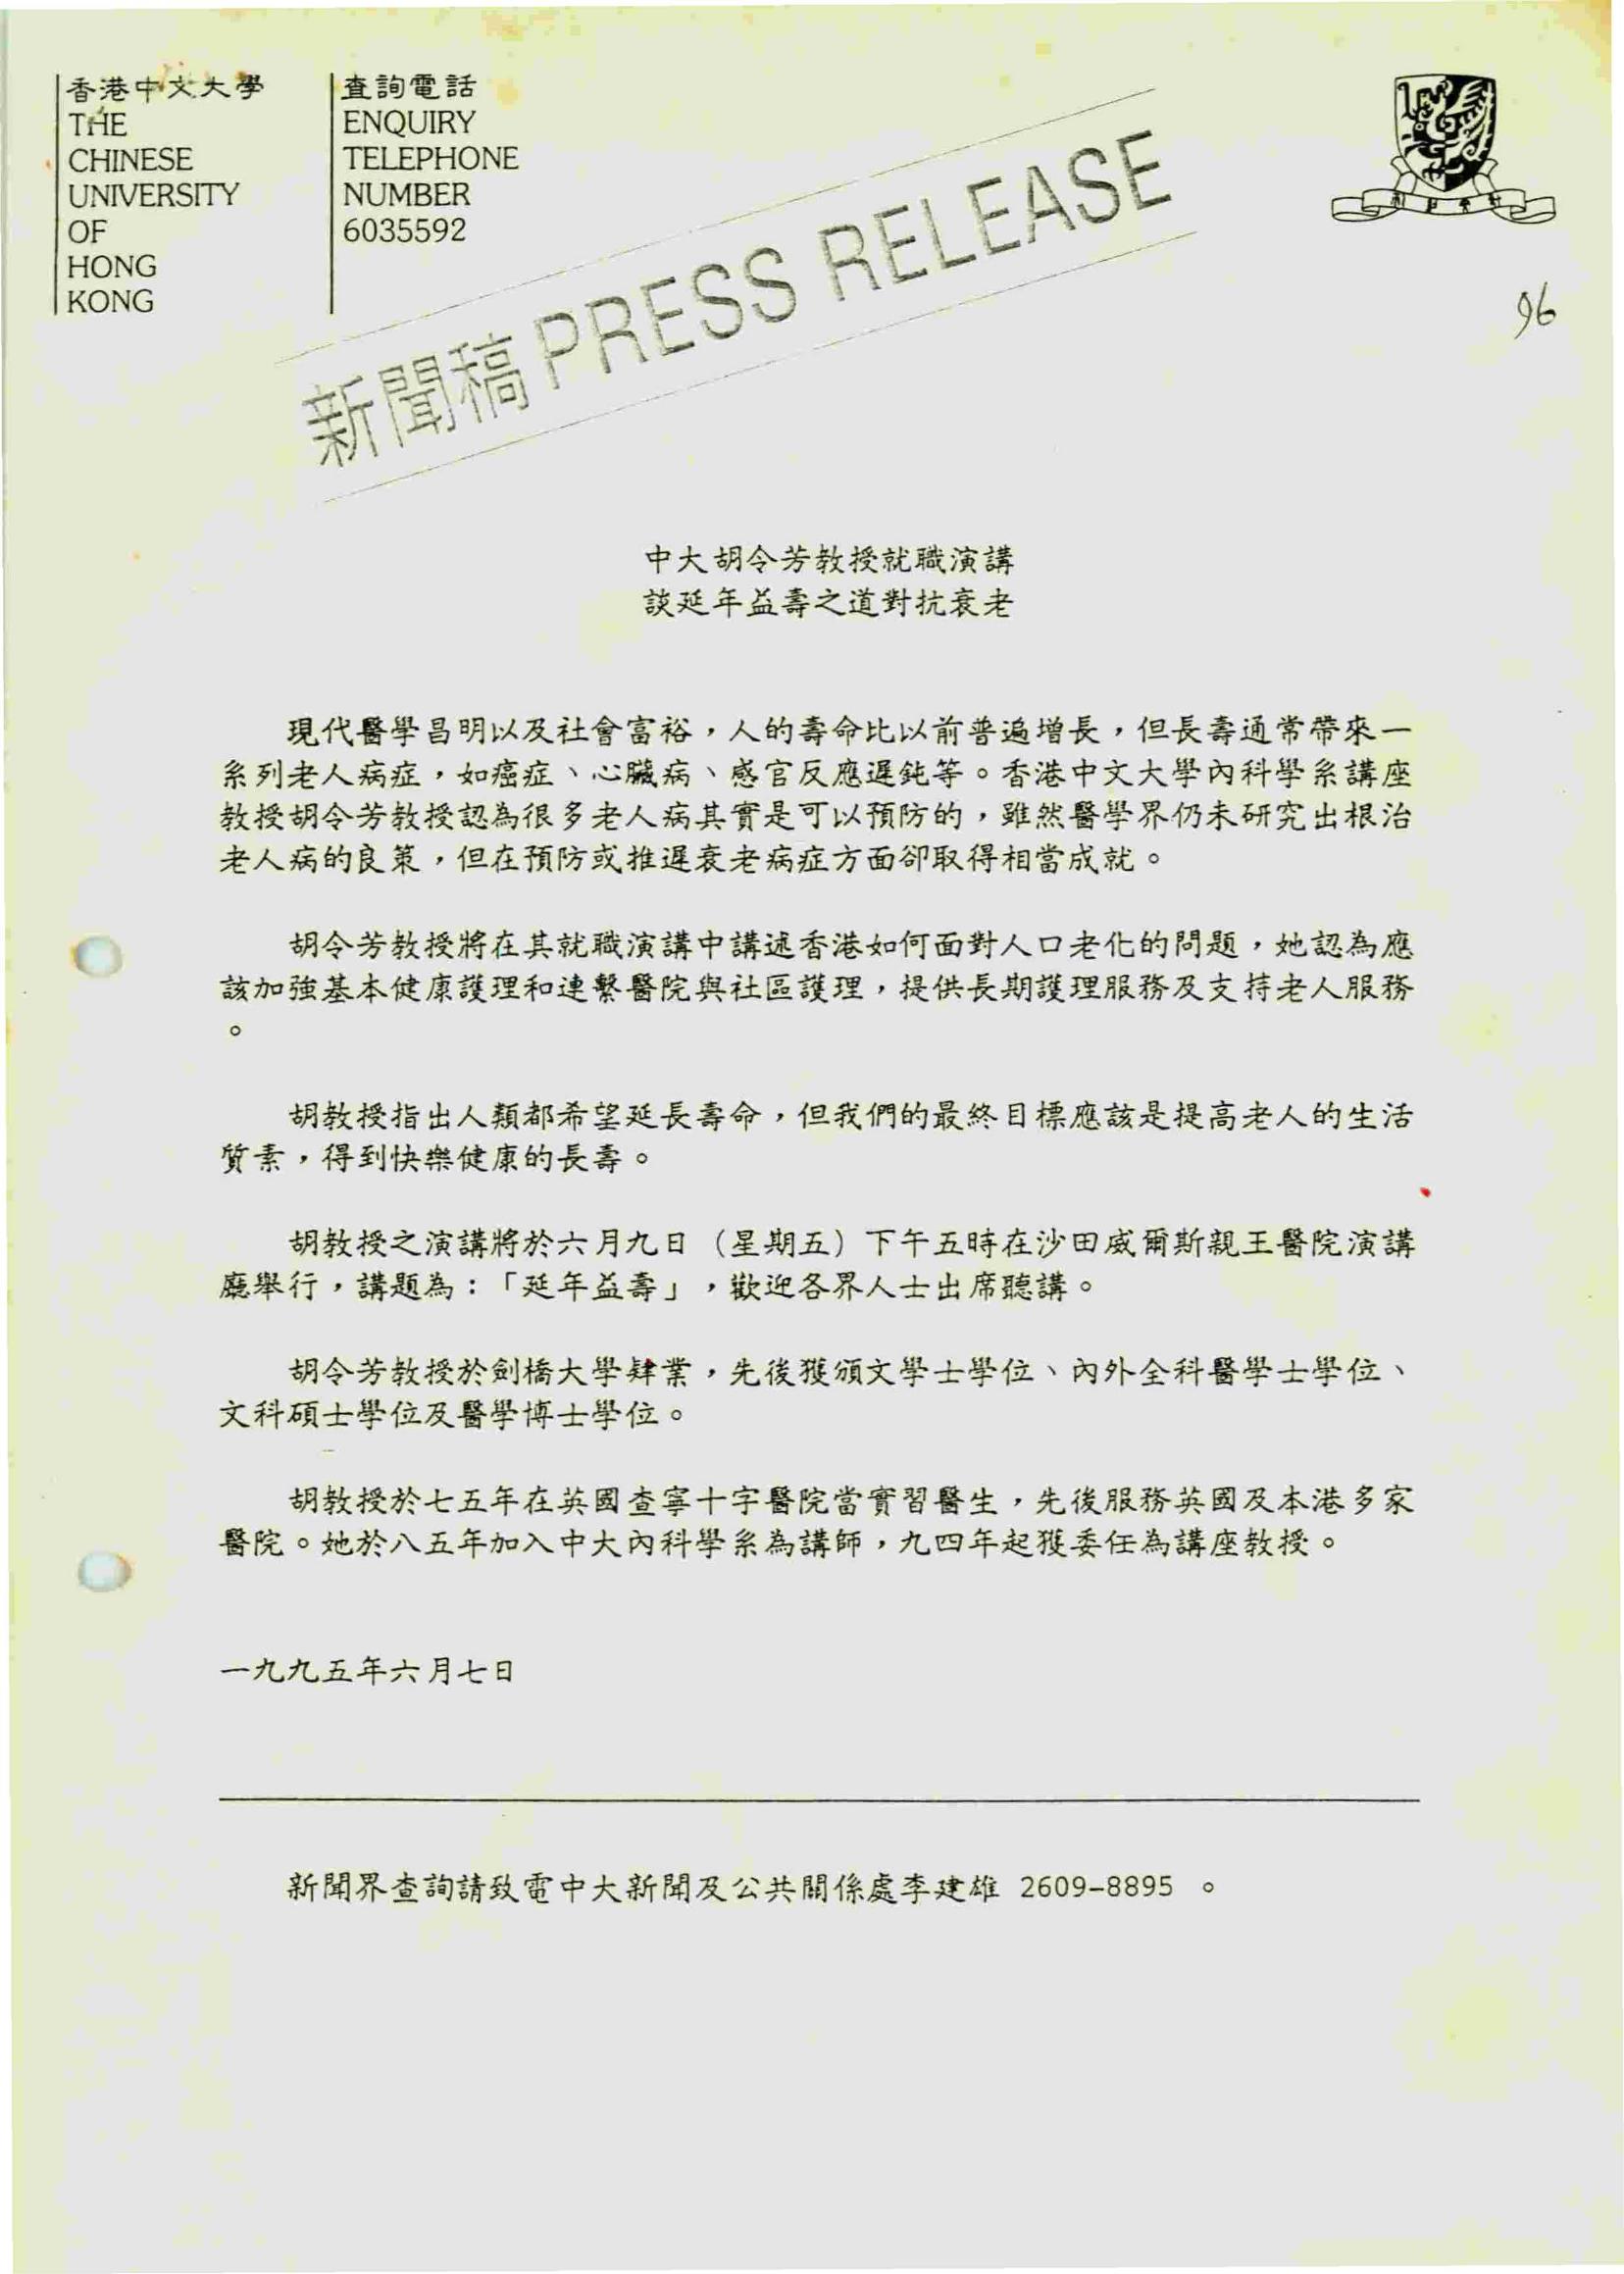 香港中文大學
THE
CHINESE
UNIVERSITY
OF
HONG
KONG
查詢電話
ENQUIRY
TELEPHONE
NUMBER
6035592
新聞稿 PRESS RELEASE
96
中大胡令芳教授就職演講
談延年益壽之道對抗衰老
現代醫學昌明以及社會富裕，人的壽命比以前普遍增長，但長壽通常帶來一
系列老人病症，如癌症、心臟病、感官反應遲鈍等。香港中文大學內科學系講座
教授胡令芳教授認為很多老人病其實是可以預防的，雖然醫學界仍未研究出根治
老人病的良策，但在預防或推遲衰老病症方面卻取得相當成就。
胡令芳教授將在其就職演講中講述香港如何面對人口老化的問題，她認為應
該加強基本健康護理和連繫醫院與社區護理，提供長期護理服務及支持老人服務
。
胡教授指出人類都希望延長壽命，但我們的最終目標應該是提高老人的生活
質素，得到快樂健康的長壽。
胡教授之演講將於六月九日（星期五）下午五時在沙田威爾斯親王醫院演講
廳舉行，講題為：「延年益壽」，歡迎各界人士出席聽講。
胡令芳教授於劍橋大學肄業，先後獲頒文學士學位、內外全科醫學士學位、
文科碩士學位及醫學博士學位。
胡教授於七五年在英國查寧十字醫院當實習醫生，先後服務英國及本港多家
醫院。她於八五年加入中大內科學系為講師，九四年起獲委任為講座教授。
一九九五年六月七日
新聞界查詢請致電中大新聞及公共關係處李建雄 2609-8895 。